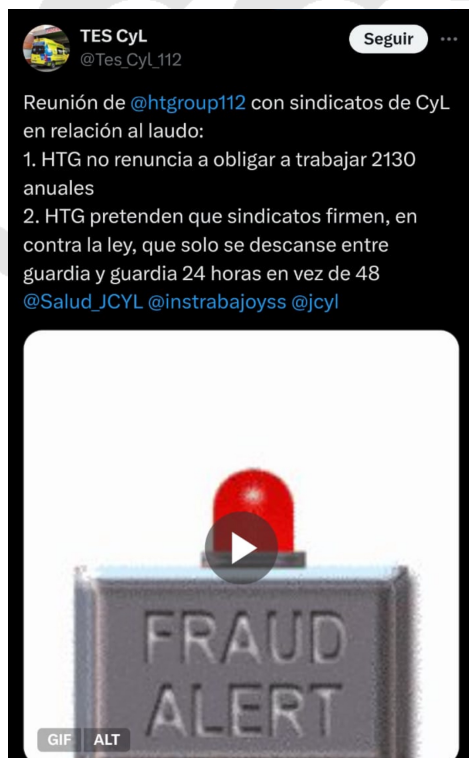 TES CyL
@Tes_Cyl_112
Seguir
Reunión de @htgroup112 con sindicatos de CyL
en relación al laudo:
1. HTG no renuncia a obligar a trabajar 2130
anuales
2. HTG pretenden que sindicatos firmen, en
contra la ley, que solo se descanse entre
guardia y guardia 24 horas en vez de 48
@Salud_JCYL @instrabajoyss @jcyl
FRAUD
ALERT
GIF
ALT